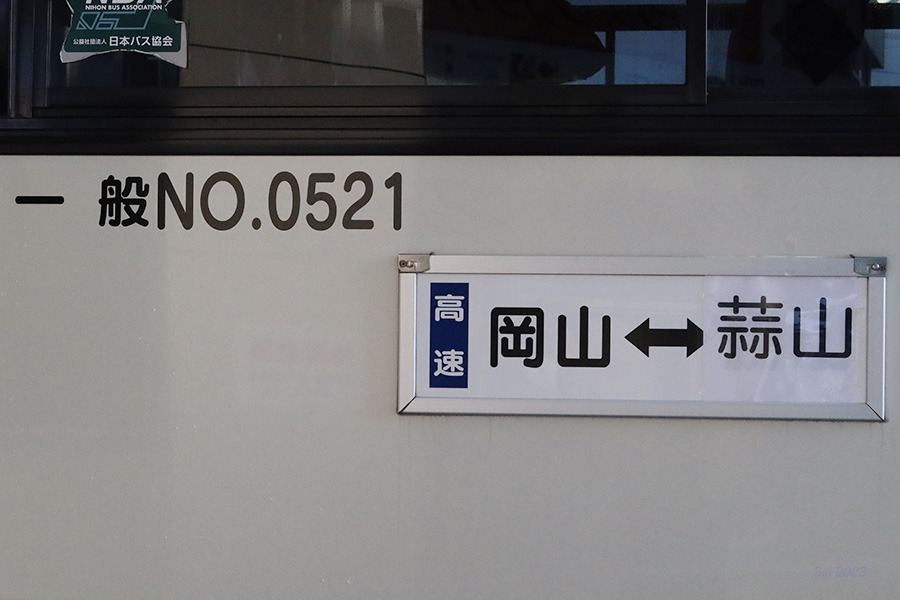 NIHON BUS ASSOCIATION
公益社団法人 日本バス協会
一般NO.0521
高速 岡山↔蒜山